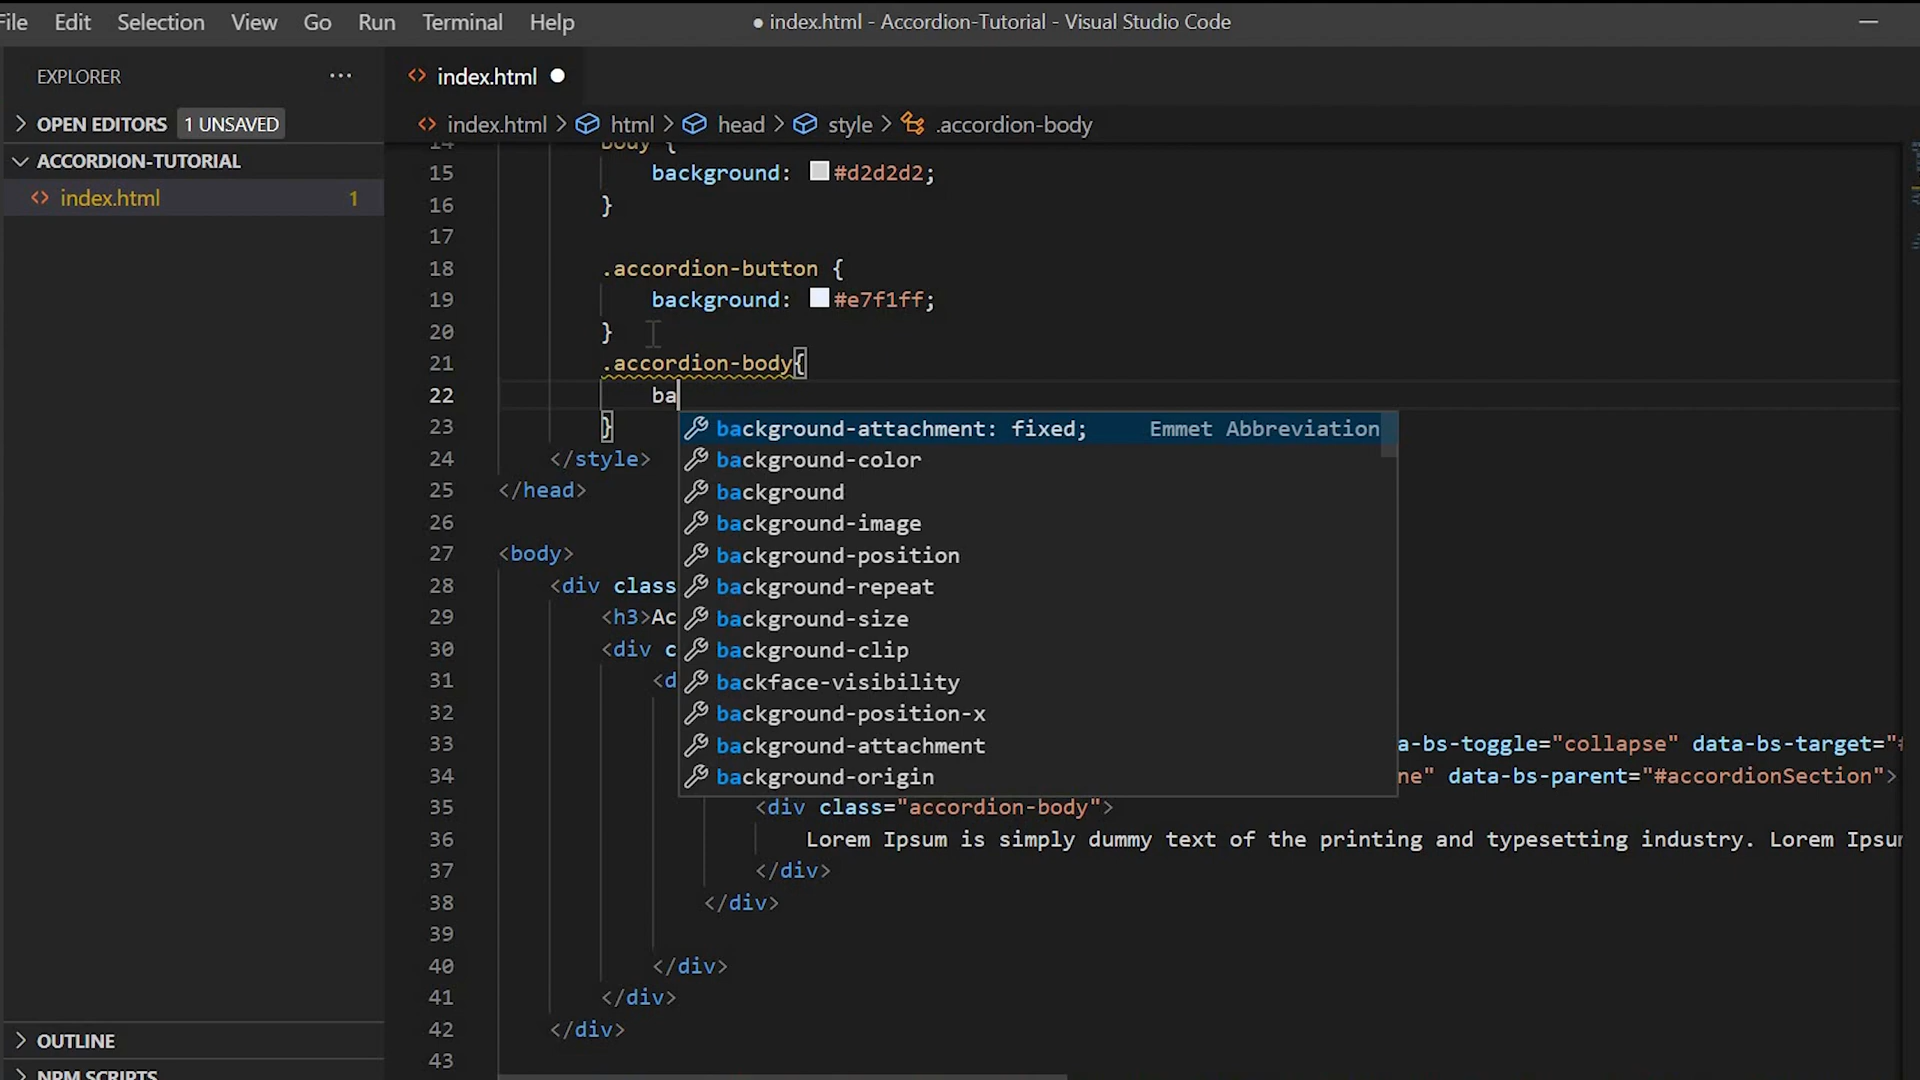 File Edit Selection View Go Run Terminal Help ● index.html - Accordion-Tutorial - Visual Studio Code
EXPLORER ···
index.html ●
OPEN EDITORS 1 UNSAVED
index.html > html > head > style > .accordion-body
ACCORDION-TUTORIAL
index.html 1
14 body {
15 background: #d2d2d2;
16 }
17
18 .accordion-button {
19 background: #e7f1ff;
20 }
21 .accordion-body{
22 ba
23 }
24 </style>
25 </head>
26
27 <body>
28 <div class
29 <h3>Ac
30 <div c
31 <d
32
33 a-bs-toggle="collapse" data-bs-target="#
34 ne" data-bs-parent="#accordionSection">
35 <div class="accordion-body">
36 Lorem Ipsum is simply dummy text of the printing and typesetting industry. Lorem Ipsu
37 </div>
38 </div>
39
40 </div>
41 </div>
42 </div>
43
background-attachment: fixed; Emmet Abbreviation
background-color
background
background-image
background-position
background-repeat
background-size
background-clip
backface-visibility
background-position-x
background-attachment
background-origin
OUTLINE
NPM SCRIPTS